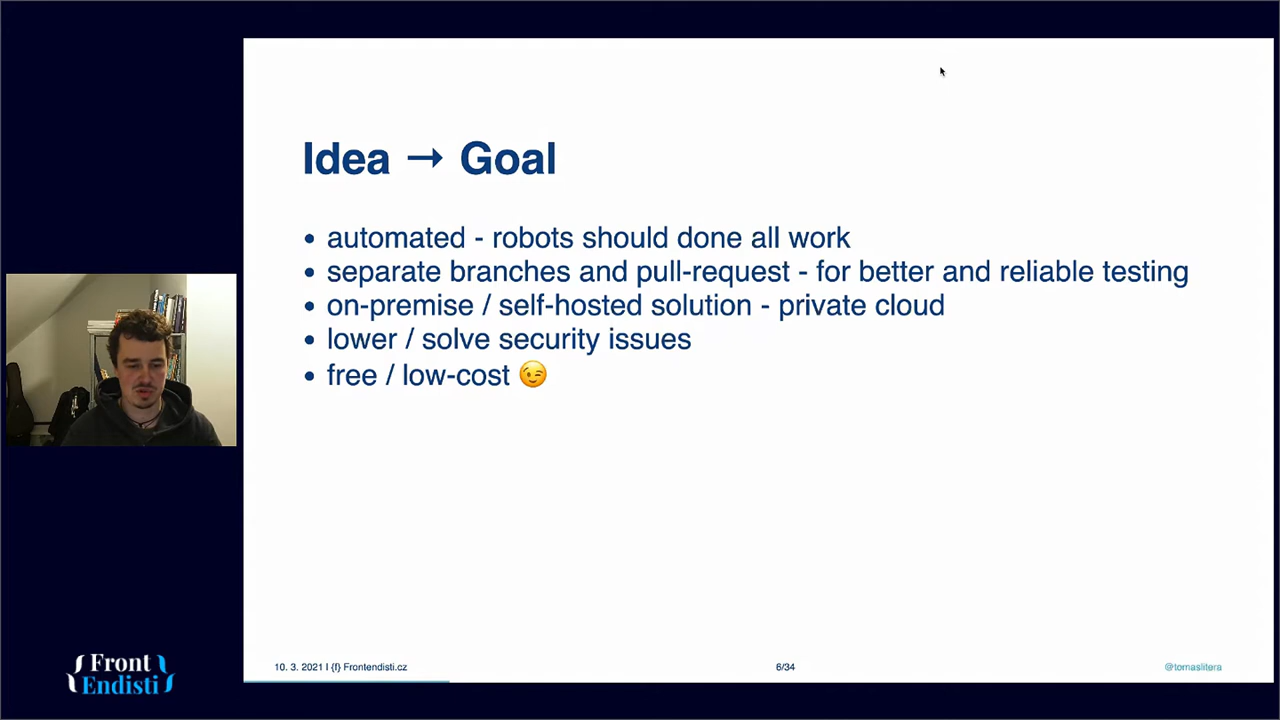 Idea → Goal
• automated - robots should done all work
• separate branches and pull-request - for better and reliable testing
• on-premise / self-hosted solution - private cloud
• lower / solve security issues
• free / low-cost 😉
{Front
Endisti}
10. 3. 2021 | {f} Frontendisti.cz
6/34
@tomaslitera